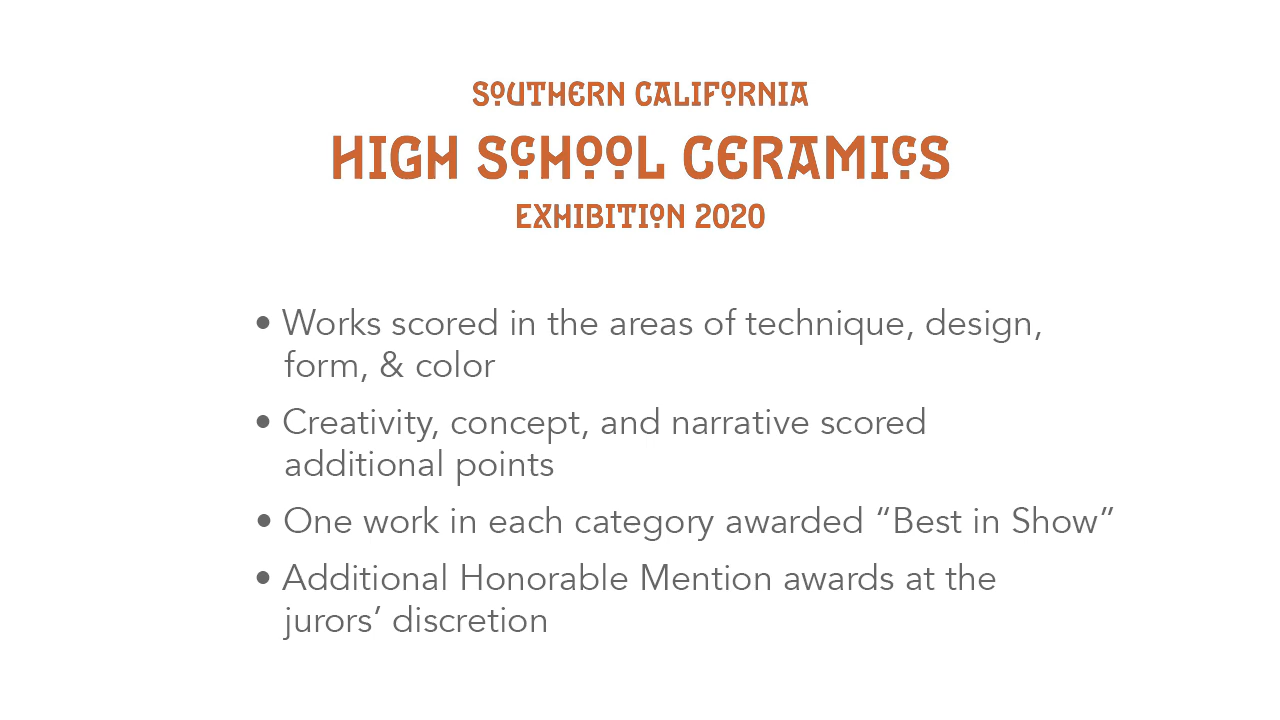 SOUTHERN CALIFORNIA
HIGH SCHOOL CERAMICS
EXHIBITION 2020
• Works scored in the areas of technique, design,
form, & color
• Creativity, concept, and narrative scored
additional points
• One work in each category awarded “Best in Show”
• Additional Honorable Mention awards at the
jurors’ discretion